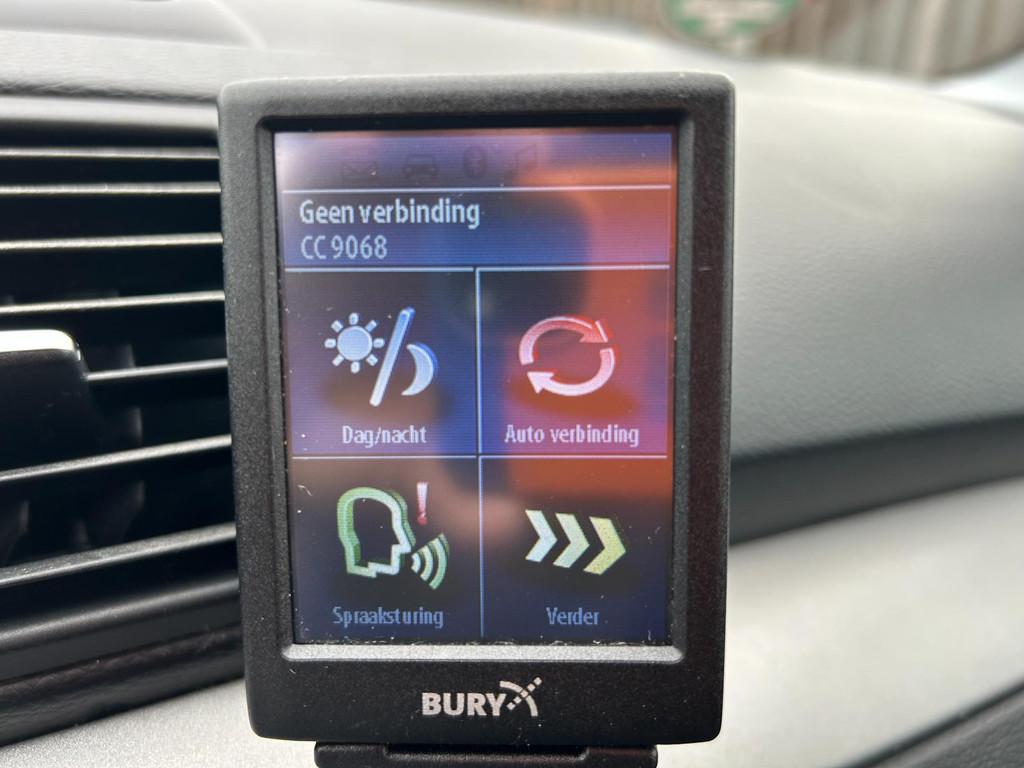 Geen verbinding
CC 9068
Dag/nacht
Auto verbinding
Spraaksturing
Verder
BURY